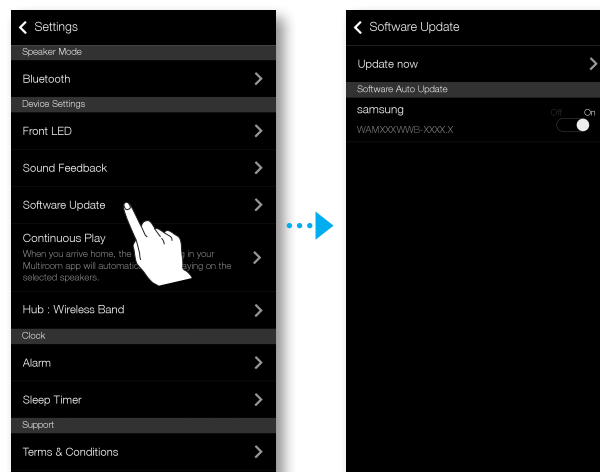 Settings
Speaker Mode
Bluetooth
Device Settings
Front LED
Sound Feedback
Software Update
Continuous Play
When you arrive home, the in your
Multiroom app will automatic aying on the
selected speakers.
Hub : Wireless Band
Clock
Alarm
Sleep Timer
Support
Terms & Conditions
Software Update
Update now
Software Auto Update
samsung
Off On
WAMXXXWWB-XXXX.X